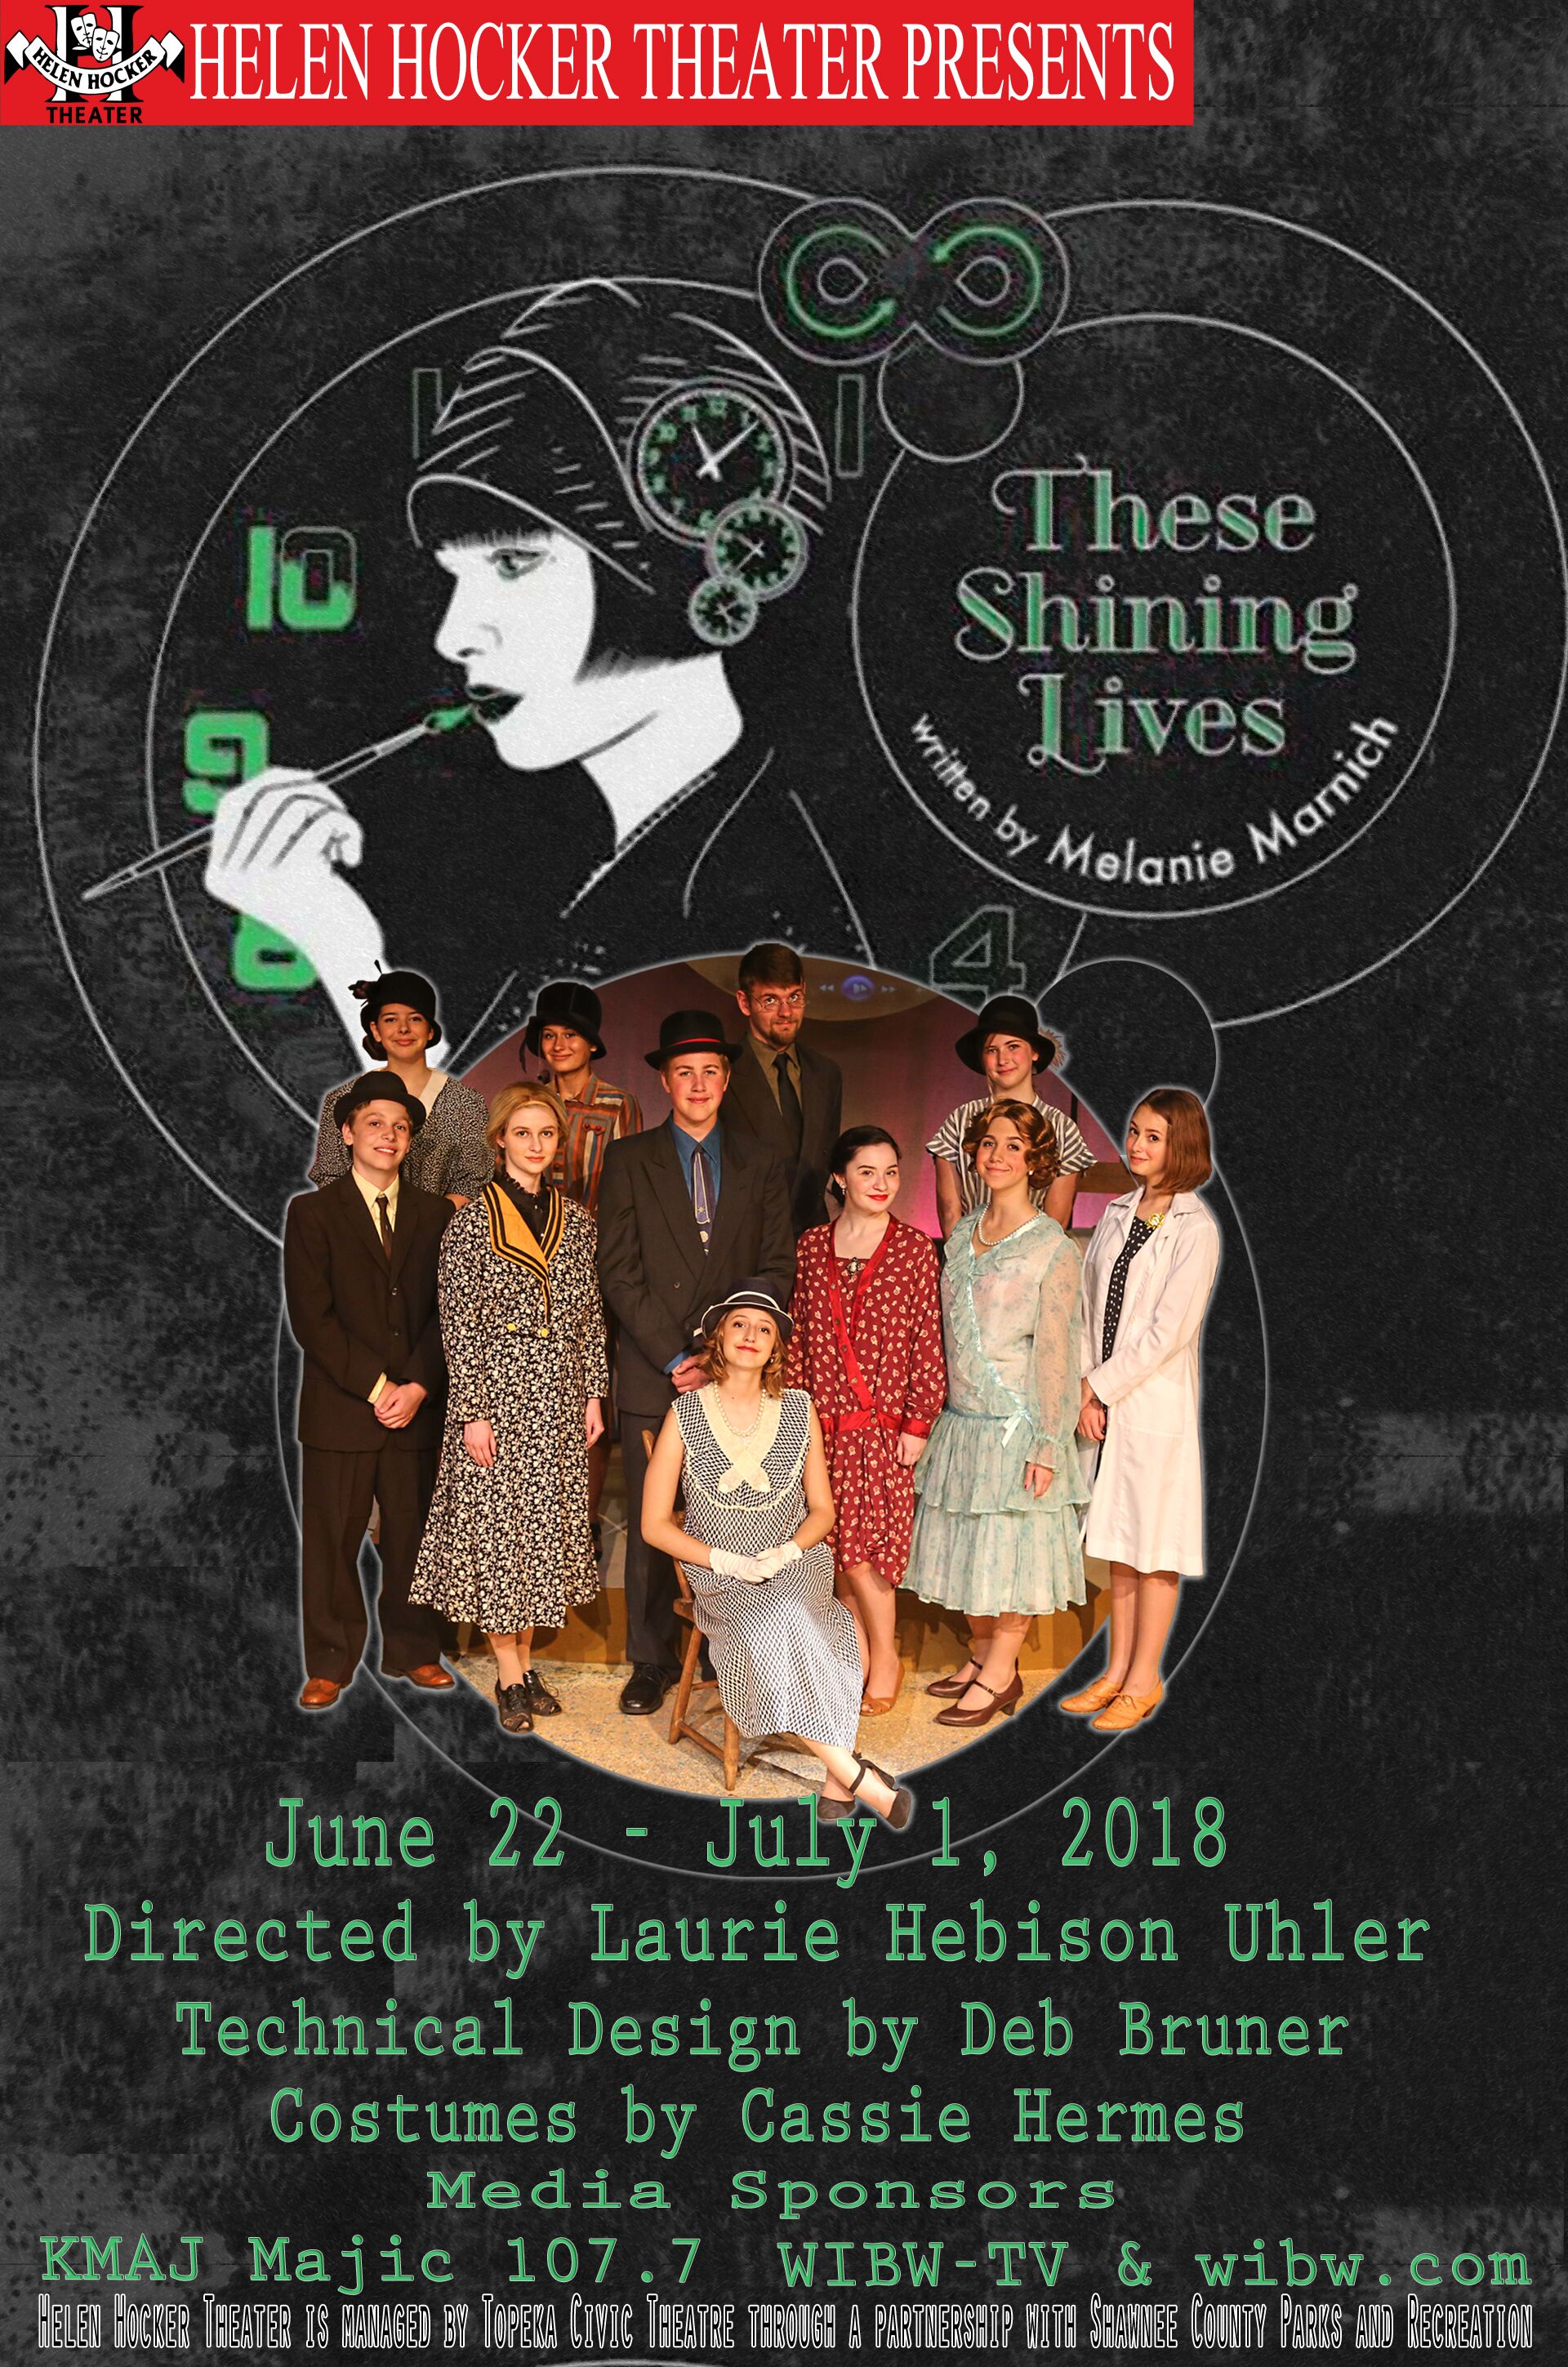 HELEN HOCKER
THEATER
HELEN HOCKER THEATER PRESENTS
10
9
8
4
These
Shining
Lives
written by Melanie Marnich
June 22 - July 1, 2018
Directed by Laurie Hebison Uhler
Technical Design by Deb Bruner
Costumes by Cassie Hermes
Media Sponsors
KMAJ Majic 107.7 WIBW-TV & wibw.com
HELEN HOCKER THEATER IS MANAGED BY TOPEKA CIVIC THEATRE THROUGH A PARTNERSHIP WITH SHAWNEE COUNTY PARKS AND RECREATION